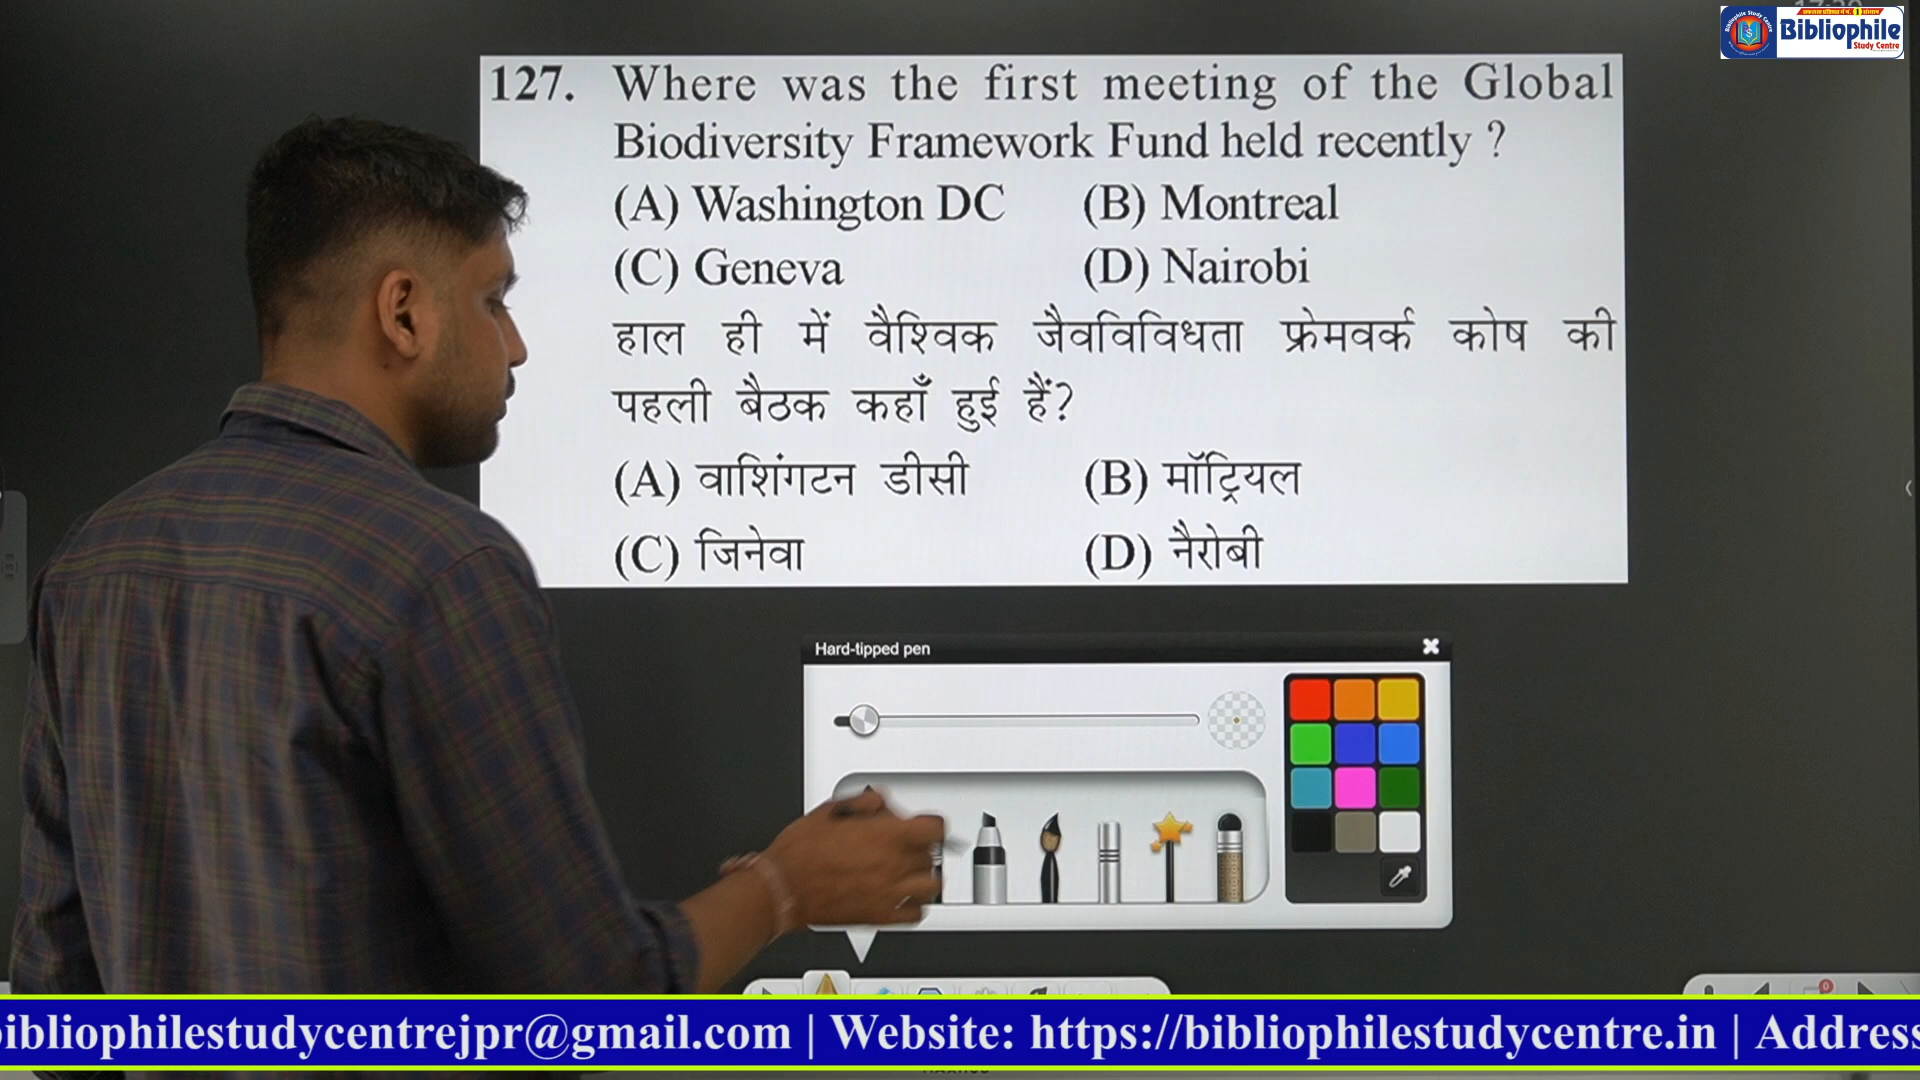 Bibliophile
Study Centre
127. Where was the first meeting of the Global
Biodiversity Framework Fund held recently ?
(A) Washington DC (B) Montreal
(C) Geneva (D) Nairobi
हाल ही में वैश्विक जैवविविधता फ्रेमवर्क कोष की
पहली बैठक कहाँ हुई हैं?
(A) वाशिंगटन डीसी (B) मॉट्रियल
(C) जिनेवा (D) नैरोबी
Hard-tipped pen
bibliophilestudycentrejpr@gmail.com | Website: https://bibliophilestudycentre.in | Address